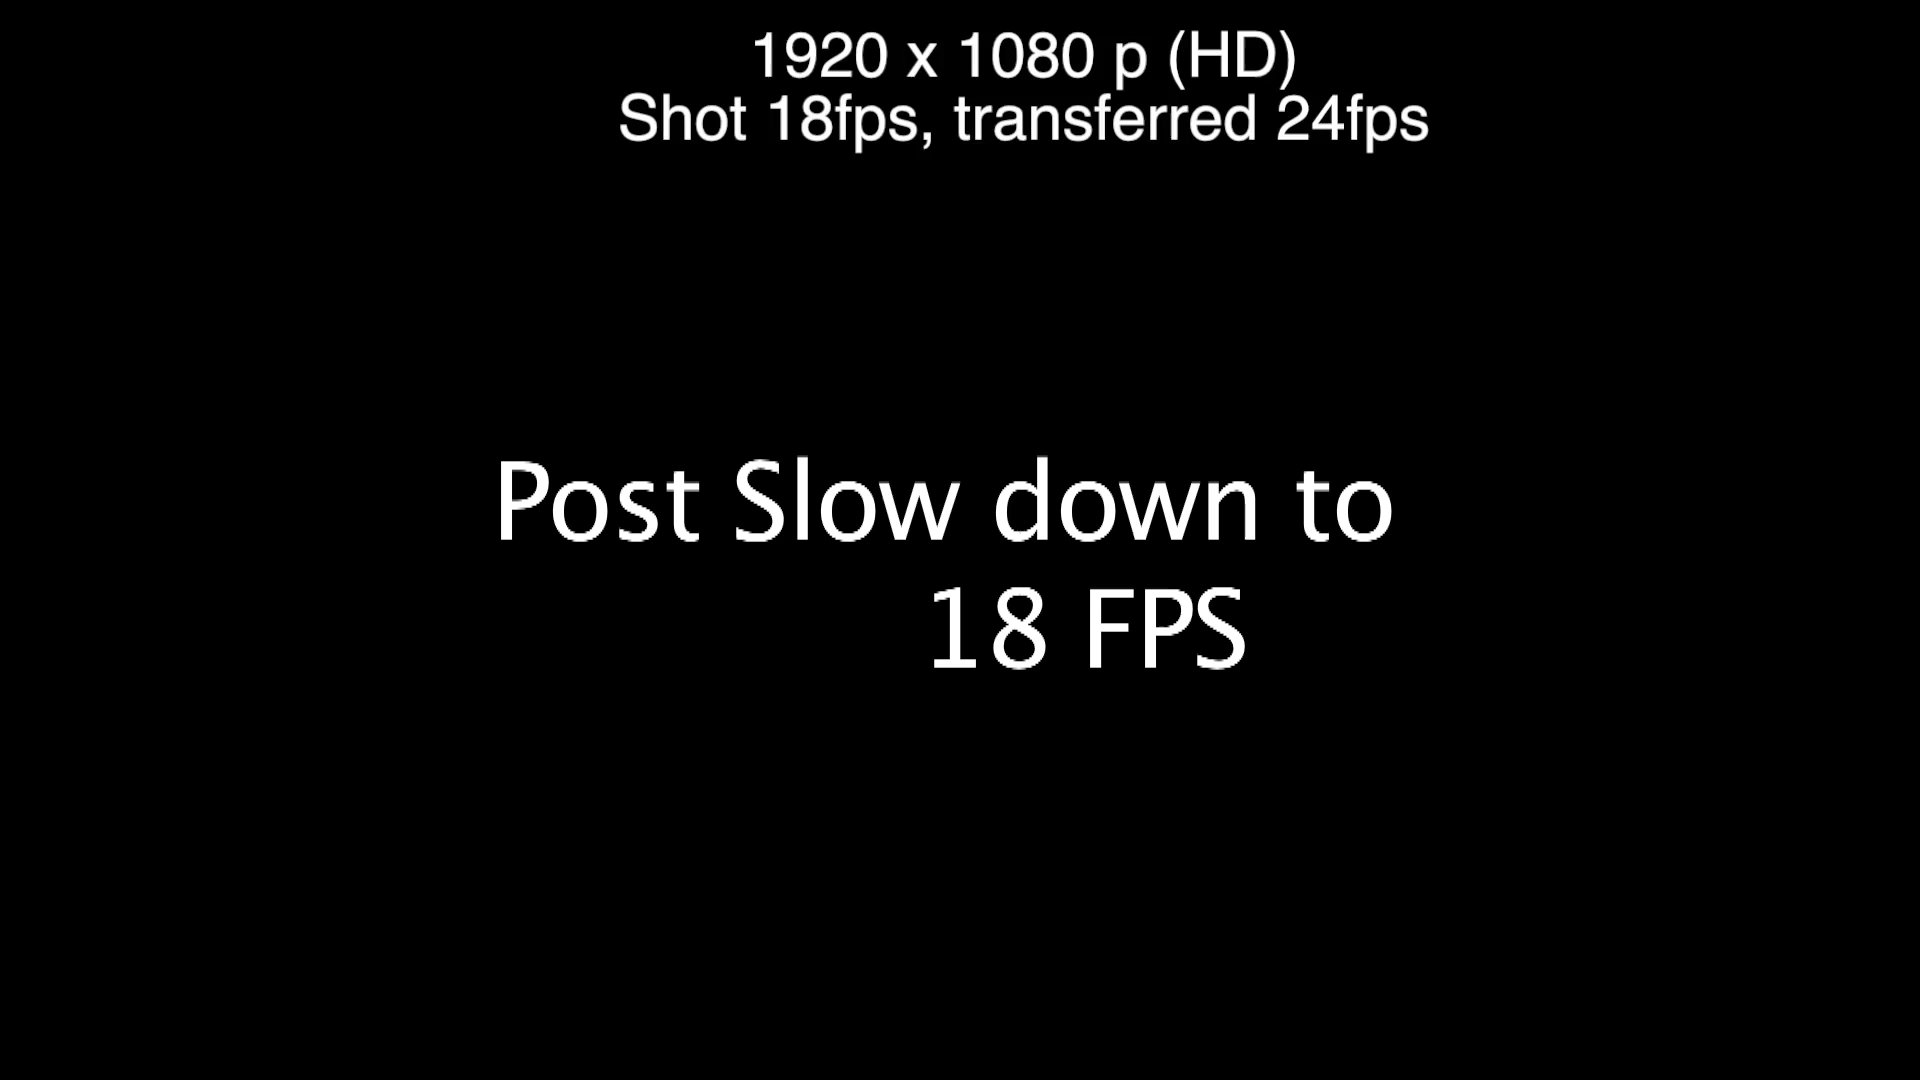 1920 x 1080 p (HD)
Shot 18fps, transferred 24fps
Post Slow down to
18 FPS